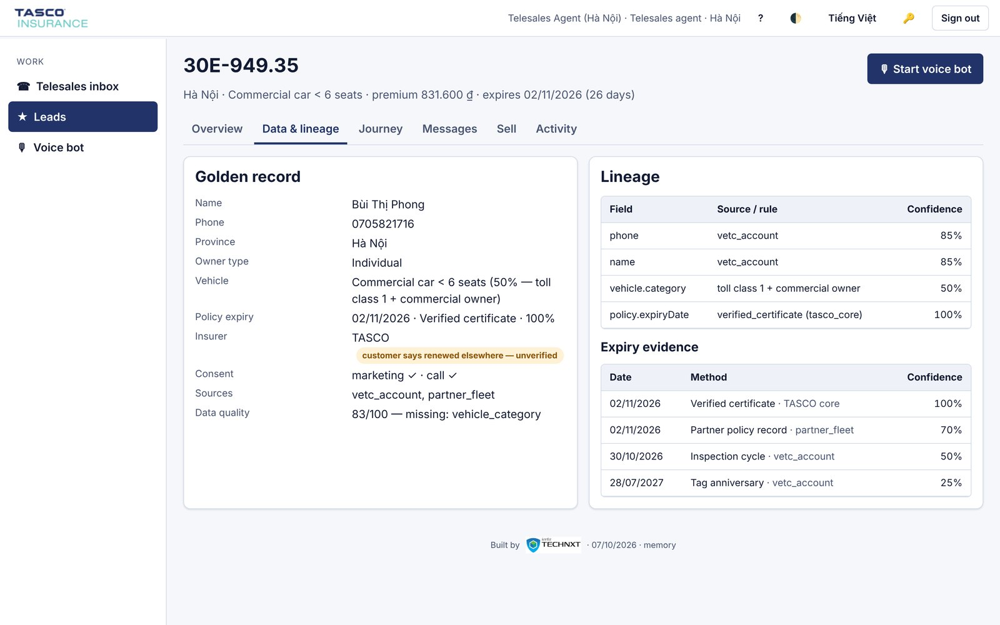 TASCO
INSURANCE
Telesales Agent (Hà Nội) · Telesales agent · Hà Nội
?
Tiếng Việt
Sign out
WORK
Telesales inbox
Leads
Voice bot
30E-949.35
Start voice bot
Hà Nội · Commercial car < 6 seats · premium 831.600 ₫ · expires 02/11/2026 (26 days)
Overview
Data & lineage
Journey
Messages
Sell
Activity
Golden record
Name
Bùi Thị Phong
Phone
0705821716
Province
Hà Nội
Owner type
Individual
Vehicle
Commercial car < 6 seats (50% — toll
class 1 + commercial owner)
Policy expiry
02/11/2026 · Verified certificate · 100%
Insurer
TASCO
customer says renewed elsewhere — unverified
Consent
marketing ✓ · call ✓
Sources
vetc_account, partner_fleet
Data quality
83/100 — missing: vehicle_category
Lineage
Field Source / rule Confidence
phone vetc_account 85%
name vetc_account 85%
vehicle.category toll class 1 + commercial owner 50%
policy.expiryDate verified_certificate (tasco_core) 100%
Expiry evidence
Date Method Confidence
02/11/2026 Verified certificate · TASCO core 100%
02/11/2026 Partner policy record · partner_fleet 70%
30/10/2026 Inspection cycle · vetc_account 50%
28/07/2027 Tag anniversary · vetc_account 25%
Built by
TECHNXT
· 07/10/2026 · memory